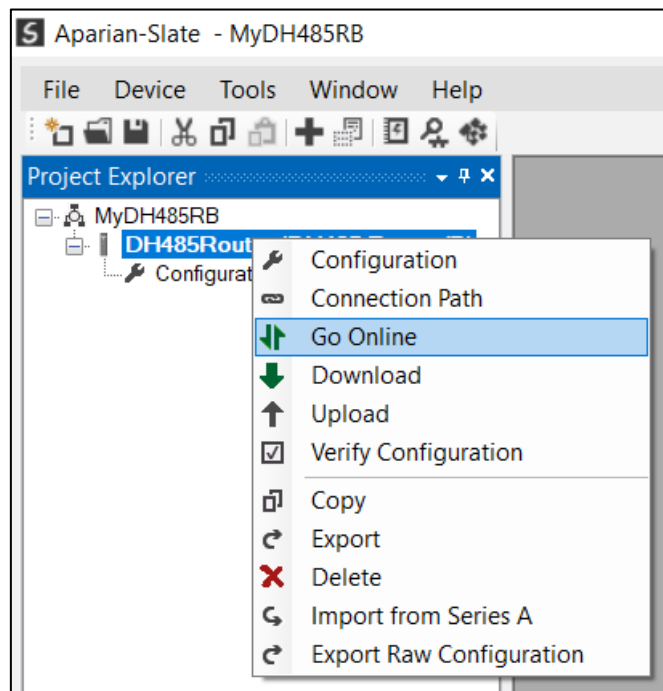 S Aparian-Slate - MyDH485RB
File Device Tools Window Help
Project Explorer
MyDH485RB
Configuration
Connection Path
Go Online
Download
Upload
Verify Configuration
Copy
Export
Delete
Import from Series A
Export Raw Configuration